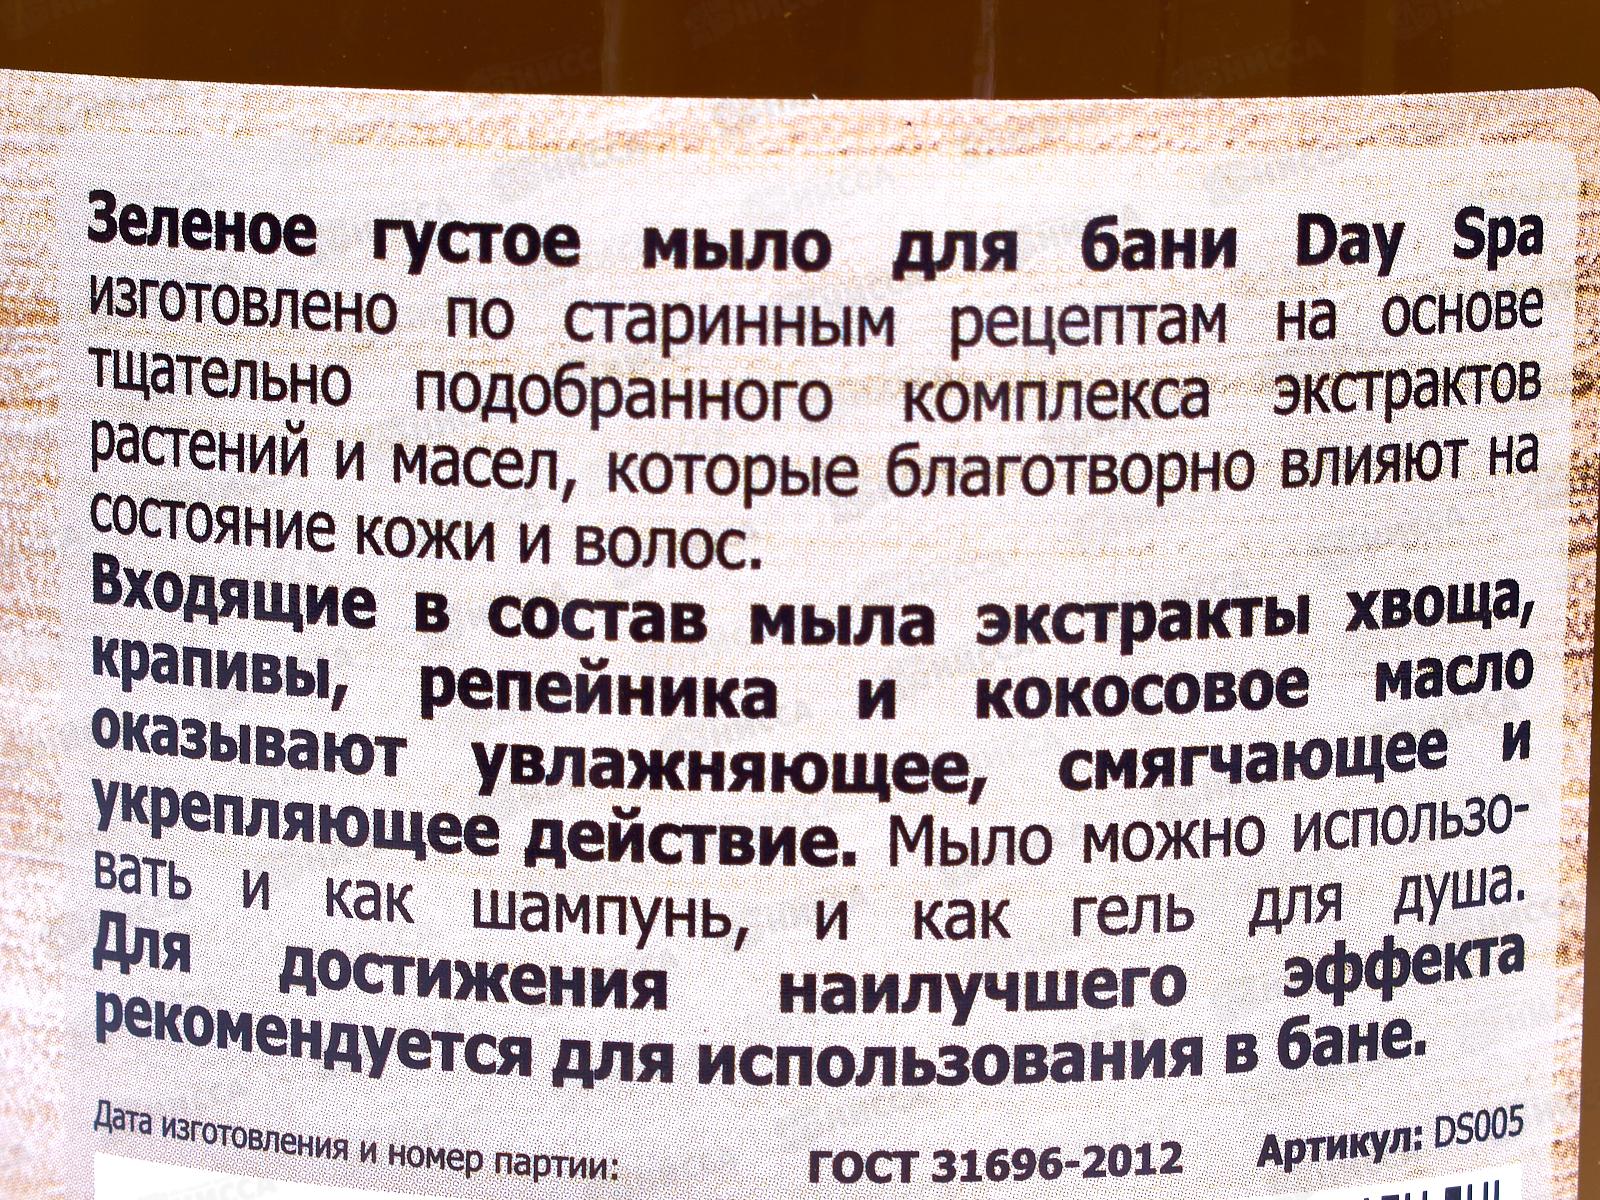 Зеленое густое мыло для бани Day Spa
изготовлено по старинным рецептам на основе
тщательно подобранного комплекса экстрактов
растений и масел, которые благотворно влияют на
состояние кожи и волос.
Входящие в состав мыла экстракты хвоща,
крапивы, репейника и кокосовое масло
оказывают увлажняющее, смягчающее и
укрепляющее действие. Мыло можно использо-
вать и как шампунь, и как гель для душа.
Для достижения наилучшего эффекта
рекомендуется для использования в бане.
Дата изготовления и номер партии: ГОСТ 31696-2012 Артикул: DS005